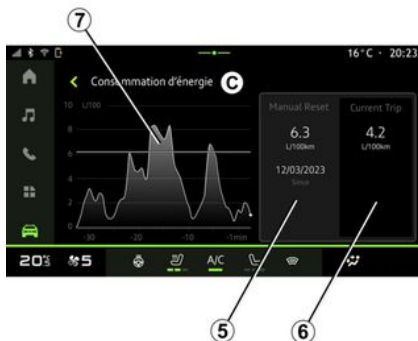 7
16°C · 20:23
Consommation d'énergie C
10 L/100
8
6
4
2
0
-30 -20 -10 -1min
Manual Reset
6.3
L/100km
12/03/2023
Since
Current Trip
4.2
L/100km
20°5 5 A/C
5 6